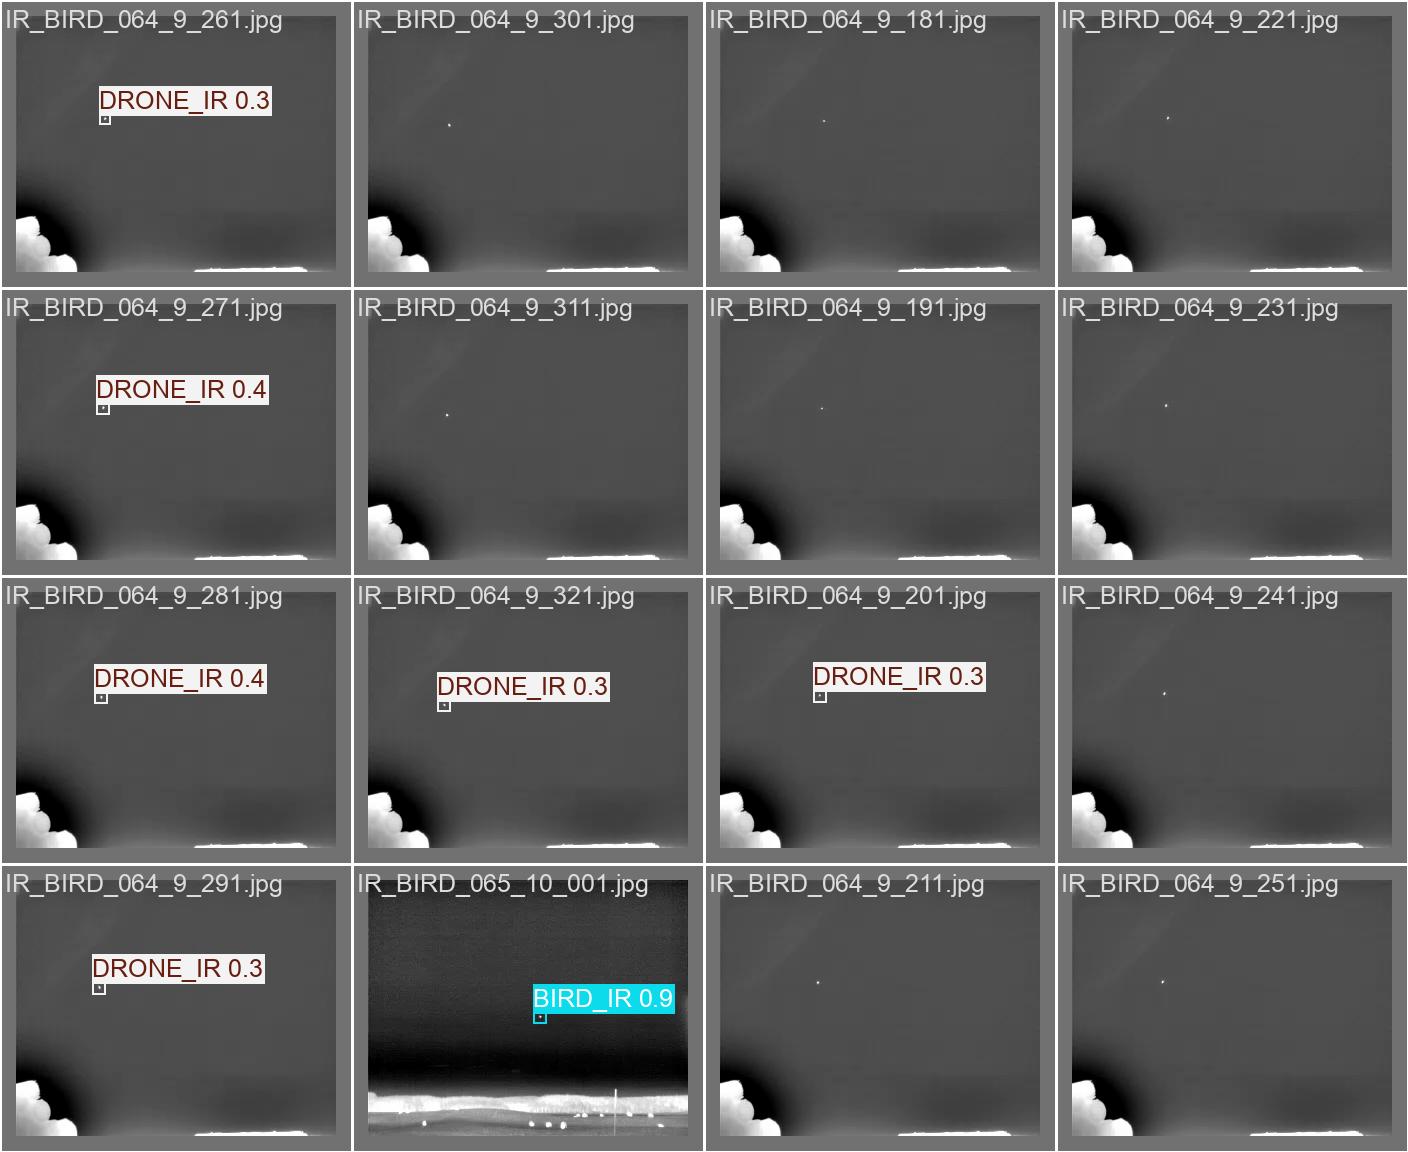 IR_BIRD_064_9_261.jpg
DRONE_IR 0.3
IR_BIRD_064_9_301.jpg
IR_BIRD_064_9_181.jpg
IR_BIRD_064_9_221.jpg
IR_BIRD_064_9_271.jpg
DRONE_IR 0.4
IR_BIRD_064_9_311.jpg
IR_BIRD_064_9_191.jpg
IR_BIRD_064_9_231.jpg
IR_BIRD_064_9_281.jpg
DRONE_IR 0.4
IR_BIRD_064_9_321.jpg
DRONE_IR 0.3
IR_BIRD_064_9_201.jpg
DRONE_IR 0.3
IR_BIRD_064_9_241.jpg
IR_BIRD_064_9_291.jpg
DRONE_IR 0.3
IR_BIRD_065_10_001.jpg
BIRD_IR 0.9
IR_BIRD_064_9_211.jpg
IR_BIRD_064_9_251.jpg